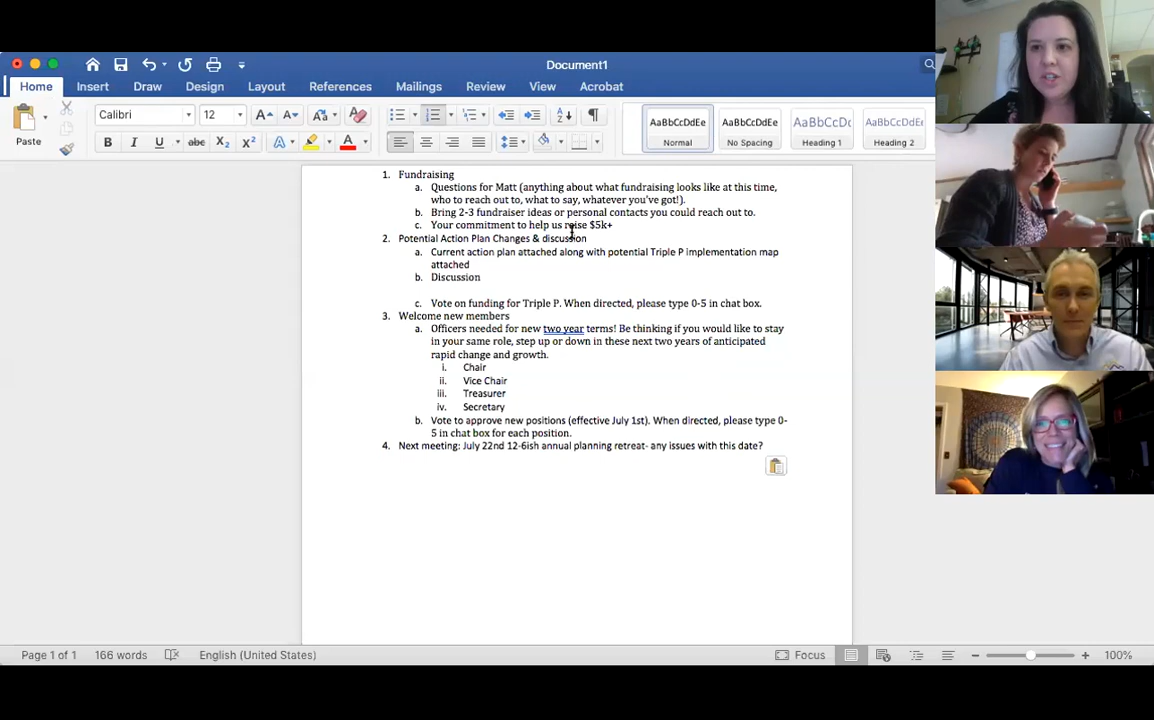 Document1
Home Insert Draw Design Layout References Mailings Review View Acrobat
Paste
Calibri 12
AaBbCcDdEe AaBbCcDdEe AaBbCcDc AaBbCcDdEe
Normal No Spacing Heading 1 Heading 2
1. Fundraising
a. Questions for Matt (anything about what fundraising looks like at this time,
who to reach out to, what to say, whatever you've got!).
b. Bring 2-3 fundraiser ideas or personal contacts you could reach out to.
c. Your commitment to help us raise $5k+
2. Potential Action Plan Changes & discussion
a. Current action plan attached along with potential Triple P implementation map
attached
b. Discussion
c. Vote on funding for Triple P. When directed, please type 0-5 in chat box.
3. Welcome new members
a. Officers needed for new two year terms! Be thinking if you would like to stay
in your same role, step up or down in these next two years of anticipated
rapid change and growth.
i. Chair
ii. Vice Chair
iii. Treasurer
iv. Secretary
b. Vote to approve new positions (effective July 1st). When directed, please type 0-
5 in chat box for each position.
4. Next meeting: July 22nd 12-6ish annual planning retreat- any issues with this date?
Page 1 of 1 166 words English (United States) Focus 100%